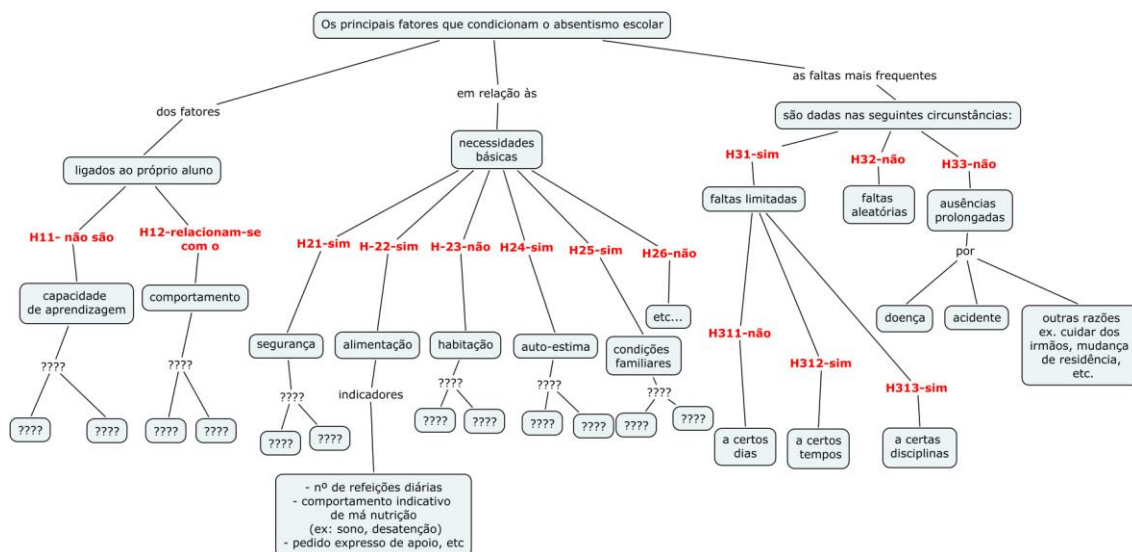 Os principais fatores que condicionam o absentismo escolar
dos fatores
em relação às
as faltas mais frequentes
ligados ao próprio aluno
necessidades
básicas
são dadas nas seguintes circunstâncias:
H11- não são
H12-relacionam-se
com o
H21-sim
H-22-sim
H-23-não
H24-sim
H25-sim
H26-não
H31-sim
H32-não
H33-não
capacidade
de aprendizagem
comportamento
segurança
alimentação
habitação
auto-estima
condições
familiares
etc...
faltas limitadas
faltas
aleatórias
ausências
prolongadas
por
doença
acidente
outras razões
ex. cuidar dos
irmãos, mudança
de residência,
etc.
????
????
????
????
????
????
????
????
????
indicadores
????
????
????
????
????
????
????
????
????
- nº de refeições diárias
- comportamento indicativo
de má nutrição
(ex: sono, desatenção)
- pedido expresso de apoio, etc
H311-não
H312-sim
H313-sim
a certos
dias
a certos
tempos
a certas
disciplinas